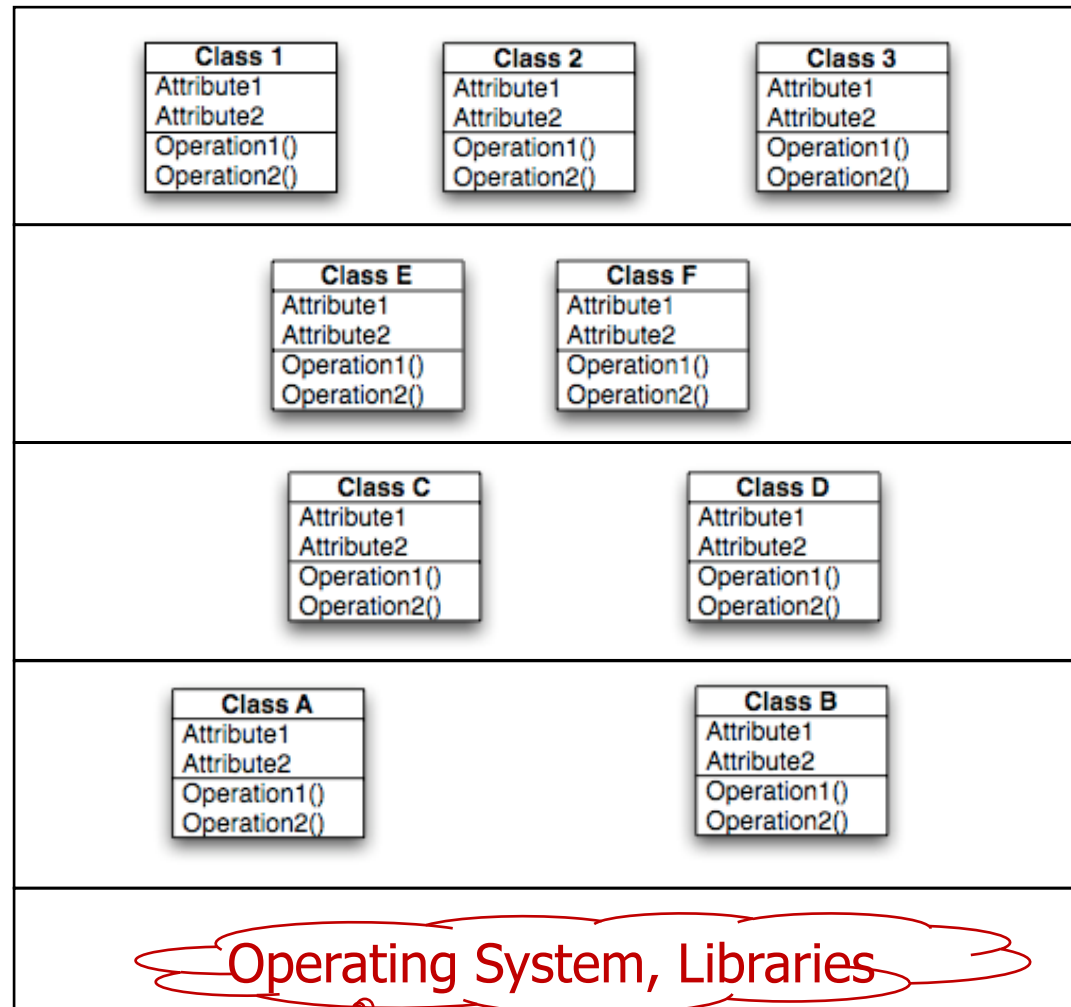 Class 1
Attribute1
Attribute2
Operation1()
Operation2()
Class 2
Attribute1
Attribute2
Operation1()
Operation2()
Class 3
Attribute1
Attribute2
Operation1()
Operation2()
Class E
Attribute1
Attribute2
Operation1()
Operation2()
Class F
Attribute1
Attribute2
Operation1()
Operation2()
Class C
Attribute1
Attribute2
Operation1()
Operation2()
Class D
Attribute1
Attribute2
Operation1()
Operation2()
Class A
Attribute1
Attribute2
Operation1()
Operation2()
Class B
Attribute1
Attribute2
Operation1()
Operation2()
Operating System, Libraries